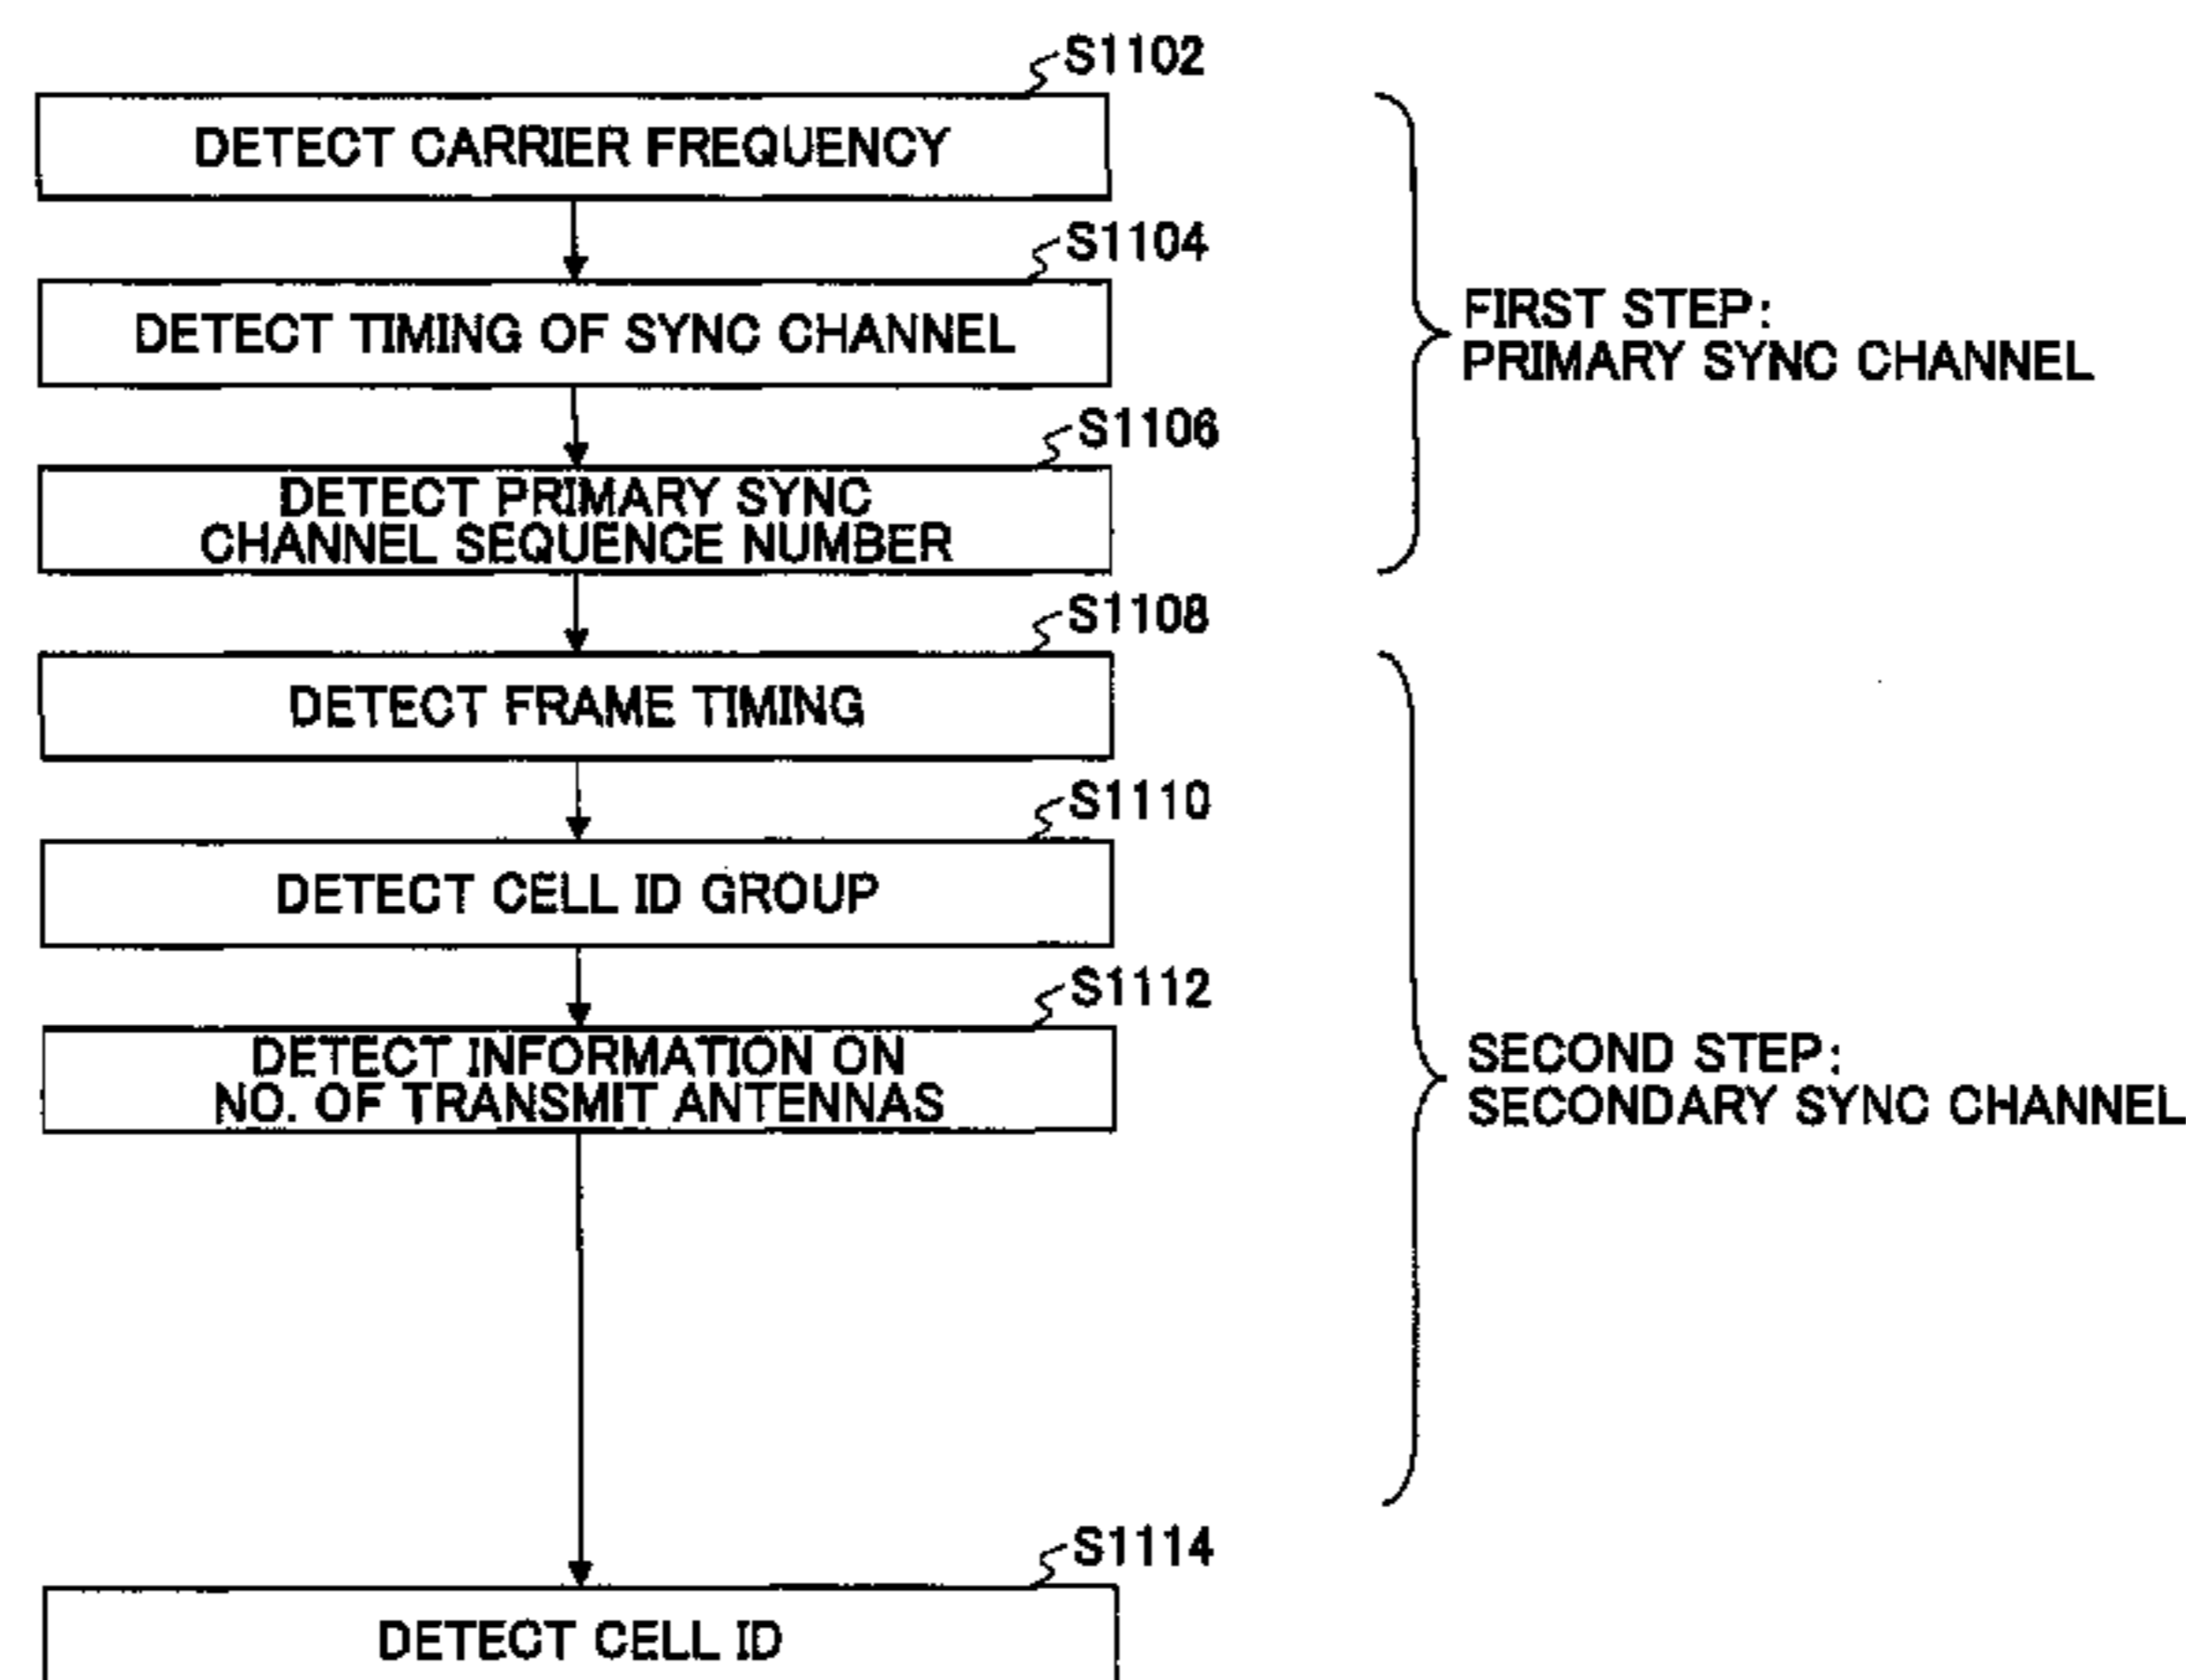 S1102
DETECT CARRIER FREQUENCY
S1104
DETECT TIMING OF SYNC CHANNEL
FIRST STEP:
PRIMARY SYNC CHANNEL
S1106
DETECT PRIMARY SYNC
CHANNEL SEQUENCE NUMBER
S1108
DETECT FRAME TIMING
S1110
DETECT CELL ID GROUP
S1112
DETECT INFORMATION ON
NO. OF TRANSMIT ANTENNAS
SECOND STEP:
SECONDARY SYNC CHANNEL
S1114
DETECT CELL ID